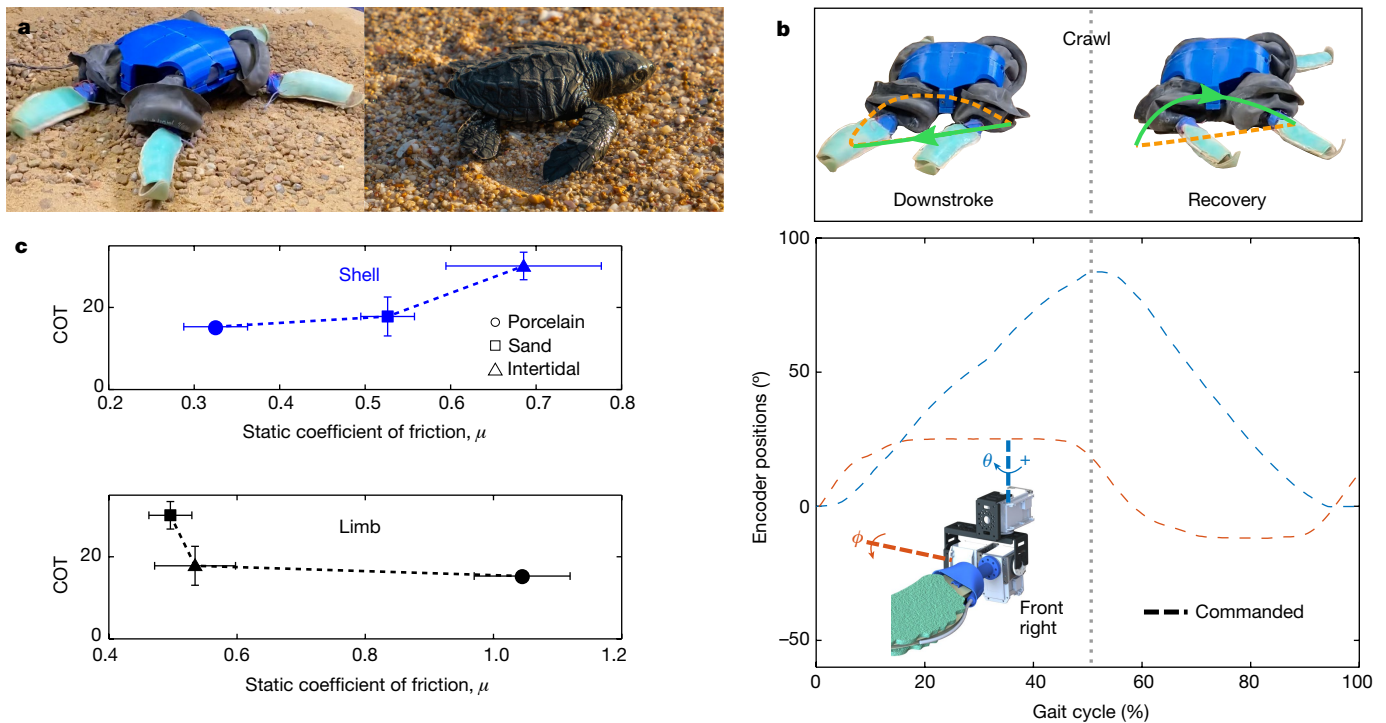 a
b
Crawl
Downstroke
Recovery
c
Shell
Porcelain
Sand
Intertidal
COT
20
0
0.2
0.3
0.4
0.5
0.6
0.7
0.8
Static coefficient of friction, μ
Limb
COT
20
0
0.4
0.6
0.8
1.0
1.2
Static coefficient of friction, μ
100
50
0
−50
Encoder positions (°)
θ
+
ϕ
Front
right
Commanded
0
20
40
60
80
100
Gait cycle (%)